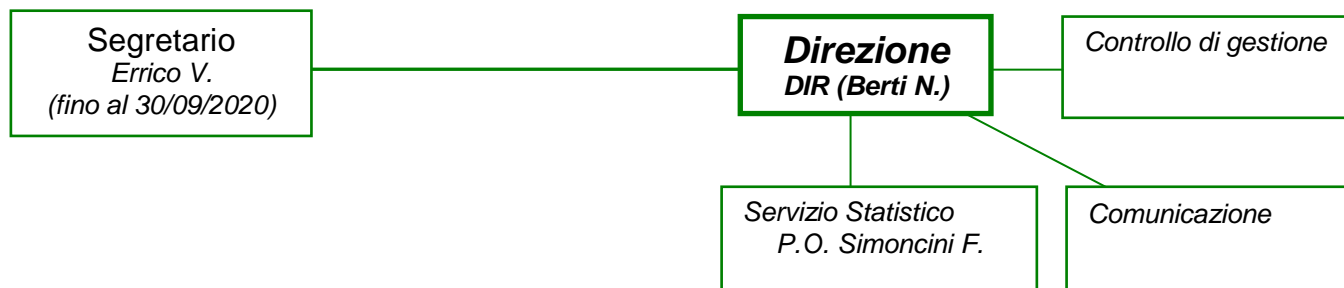 Segretario
Errico V.
(fino al 30/09/2020)
Direzione
DIR (Berti N.)
Controllo di gestione
Servizio Statistico
P.O. Simoncini F.
Comunicazione